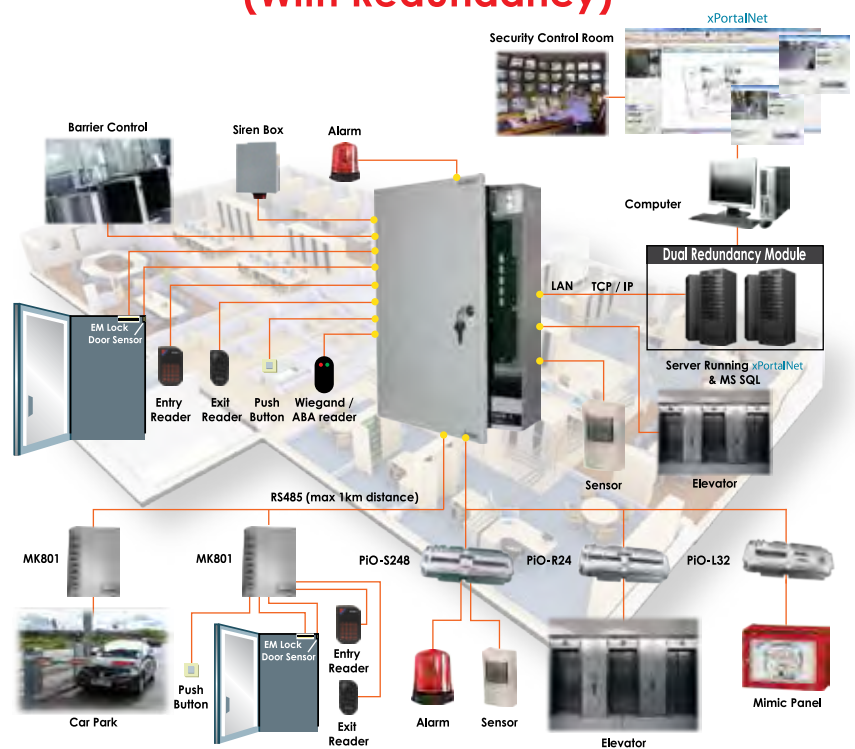 (With Redundancy)
xPortalNet
Security Control Room
Barrier Control
Siren Box
Alarm
Computer
Dual Redundancy Module
LAN
TCP / IP
EM Lock
Door Sensor
Server Running xPortalNet
& MS SQL
Entry
Reader
Exit
Reader
Push
Button
Wiegand /
ABA reader
Sensor
Elevator
RS485 (max 1km distance)
MK801
MK801
PiO-S248
PiO-R24
PiO-L32
EM Lock
Door Sensor
Entry
Reader
Push
Button
Exit
Reader
Car Park
Alarm
Sensor
Elevator
Mimic Panel